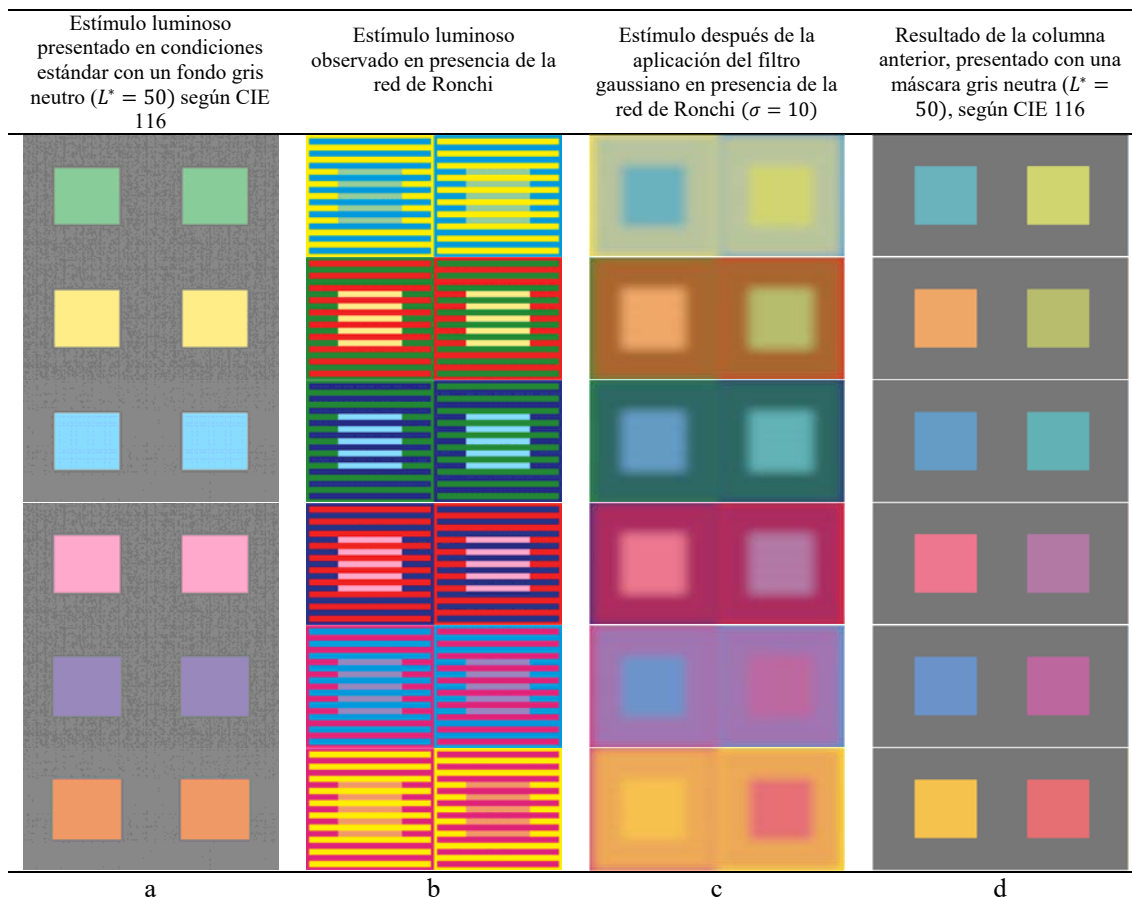 Estímulo luminoso
presentado en condiciones
estándar con un fondo gris
neutro (L* = 50) según CIE
116
Estímulo luminoso
observado en presencia de la
red de Ronchi
Estímulo después de la
aplicación del filtro
gaussiano en presencia de la
red de Ronchi (σ = 10)
Resultado de la columna
anterior, presentado con una
máscara gris neutra (L* =
50), según CIE 116
a
b
c
d